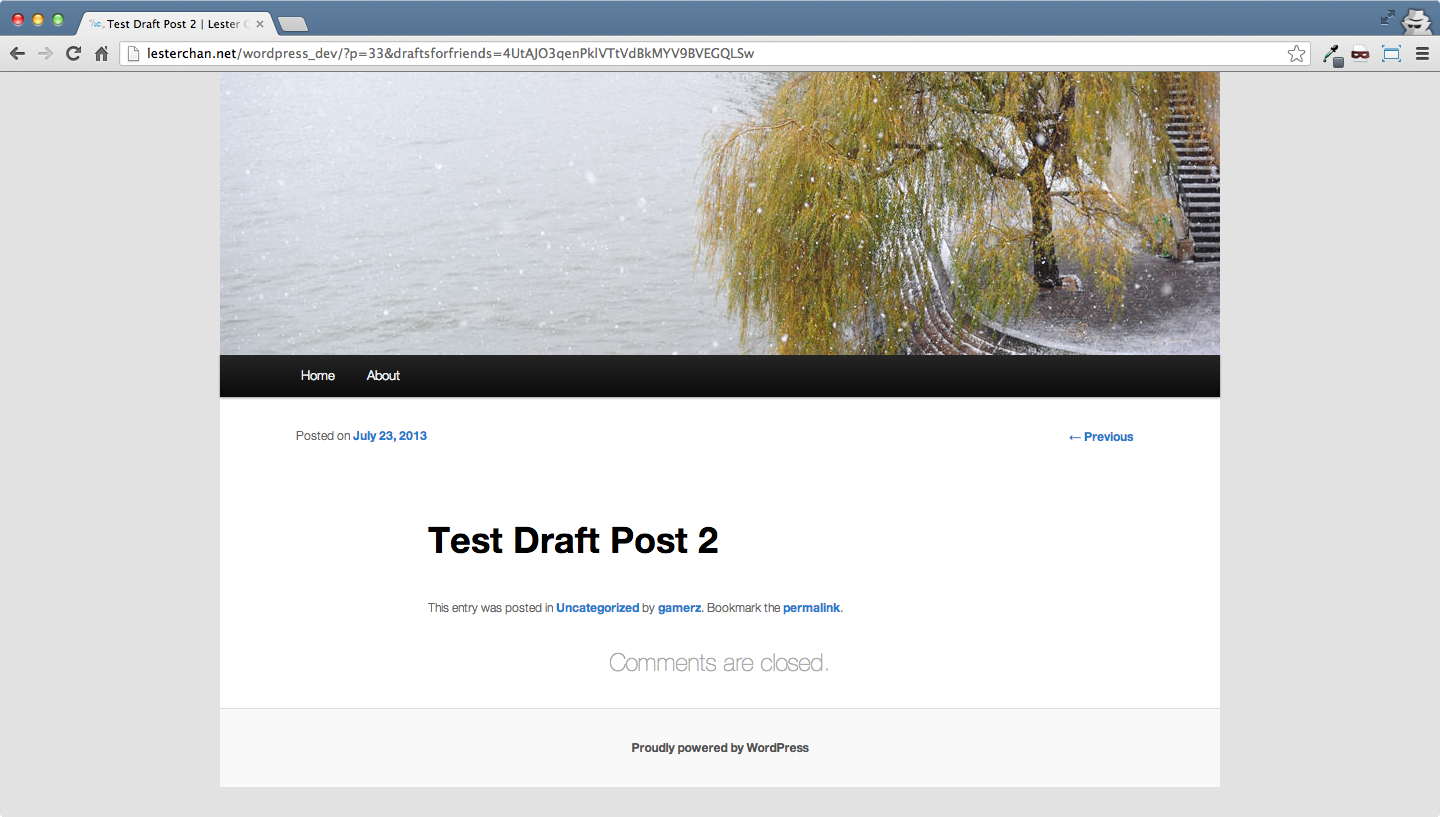 Test Draft Post 2 | Lester C
lesterchan.net/wordpress_dev/?p=33&draftsforfriends=4UtAJO3qenPklVTtVdBkMYV9BVEGQLSw
Home About
Posted on July 23, 2013 ← Previous
Test Draft Post 2
This entry was posted in Uncategorized by gamerz. Bookmark the permalink.
Comments are closed.
Proudly powered by WordPress